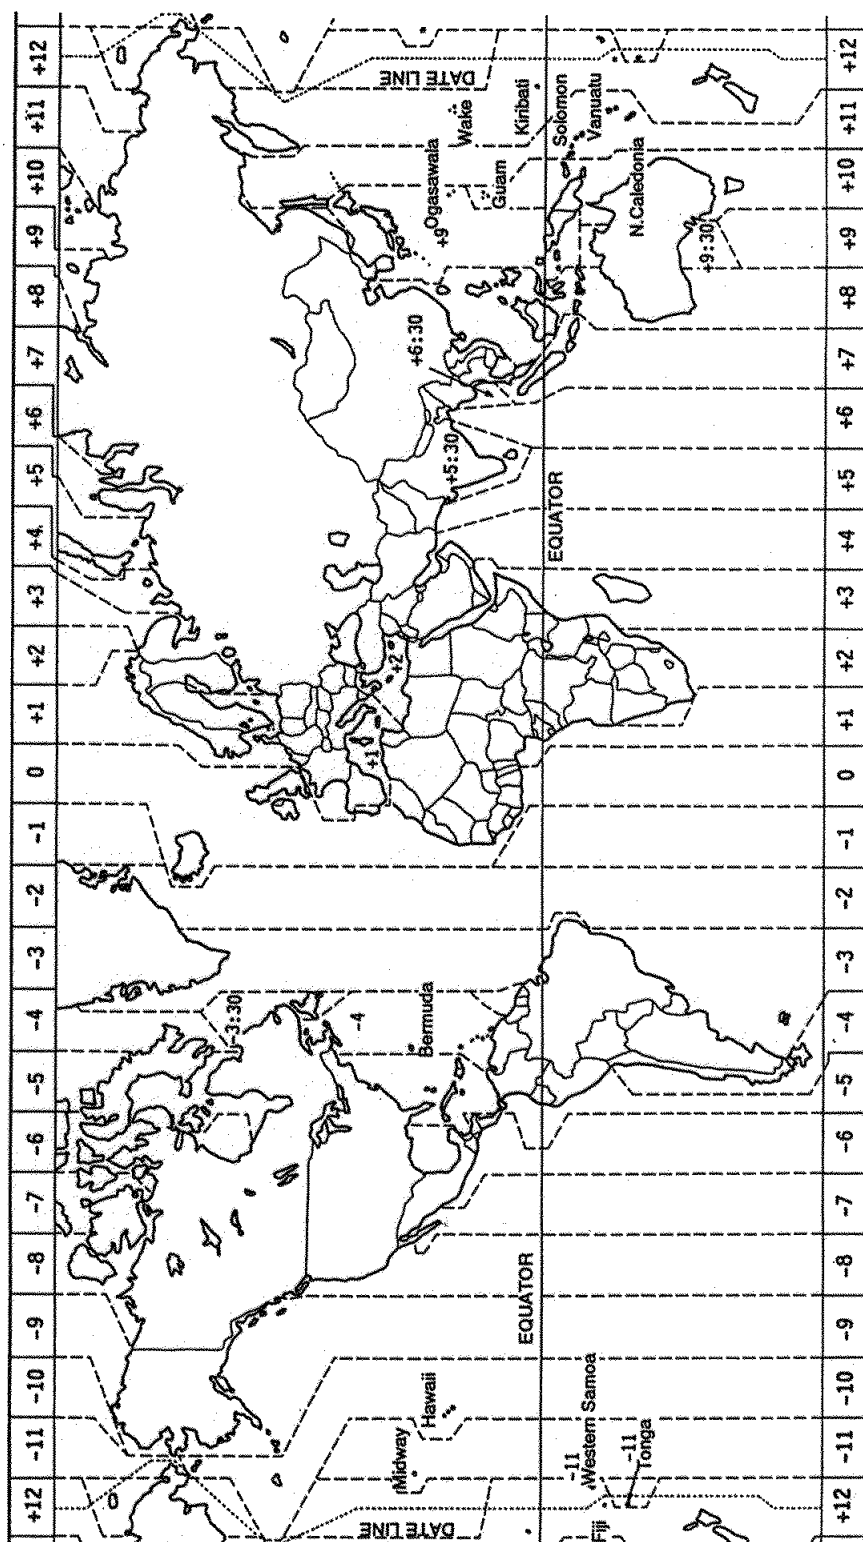 +12 -11 -10 -9 -8 -7 -6 -5 -4 -3 -2 -1 0 +1 +2 +3 +4 +5 +6 +7 +8 +9 +10 +11 +12
-3:30
-4
+1
+2
DATE LINE
DATE LINE
Midway
Hawaii
Bermuda
+5:30
+6:30
+9
Ogasawala
Guam
Wake
Kiribati
EQUATOR
EQUATOR
-11
Western Samoa
-11
Tonga
Fiji
Solomon
Vanuatu
N.Caledonia
+9:30
+12 -11 -10 -9 -8 -7 -6 -5 -4 -3 -2 -1 0 +1 +2 +3 +4 +5 +6 +7 +8 +9 +10 +11 +12